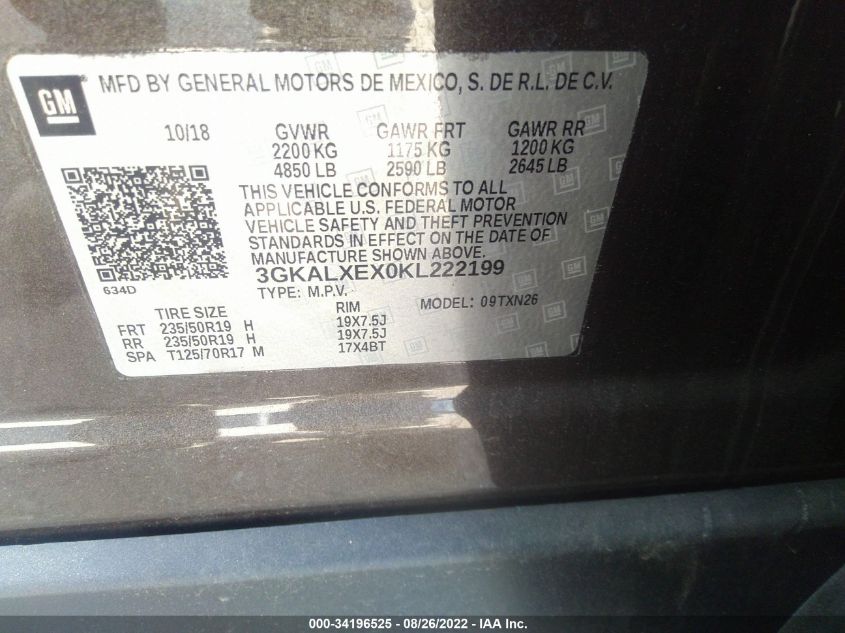 GM MFD BY GENERAL MOTORS DE MEXICO, S. DE R.L. DE C.V.
10/18 GVWR GAWR FRT GAWR RR
2200 KG 1175 KG 1200 KG
4850 LB 2590 LB 2645 LB
THIS VEHICLE CONFORMS TO ALL
APPLICABLE U.S. FEDERAL MOTOR
VEHICLE SAFETY AND THEFT PREVENTION
STANDARDS IN EFFECT ON THE DATE OF
MANUFACTURE SHOWN ABOVE.
3GKALXEX0KL222199
634D
TYPE: M.P.V. MODEL: 09TXN26
TIRE SIZE RIM
FRT 235/50R19 H 19X7.5J
RR 235/50R19 H 19X7.5J
SPA T125/70R17 M 17X4BT
000-34196525 - 08/26/2022 - IAA Inc.